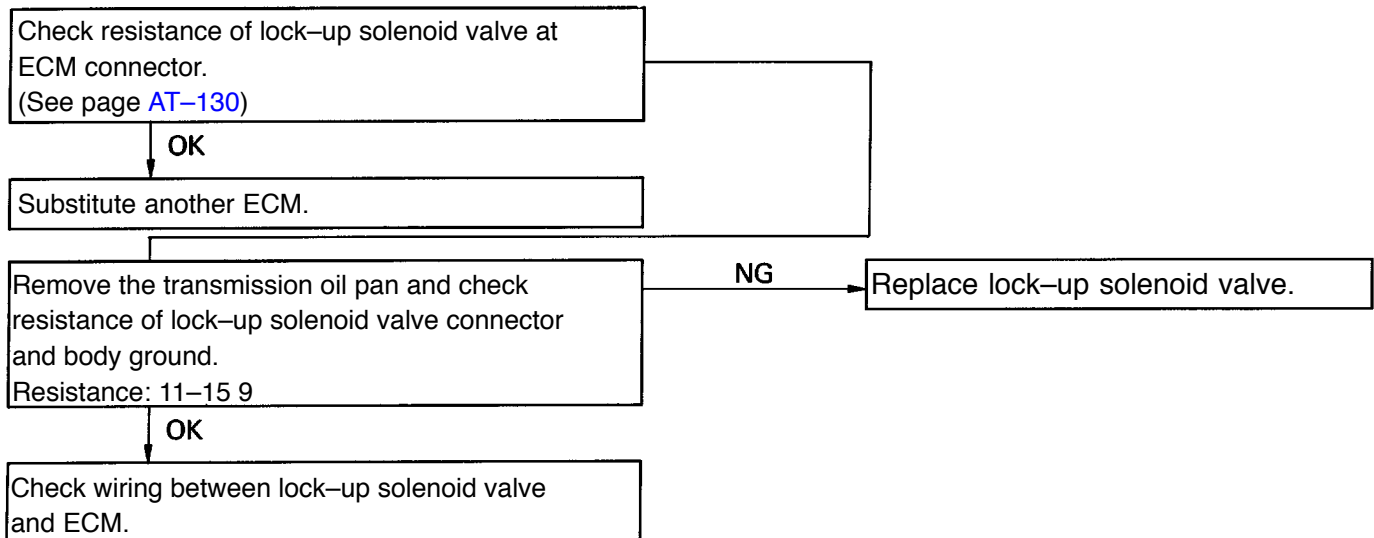 Check resistance of lock–up solenoid valve at
ECM connector.
(See page AT–130)
OK
Substitute another ECM.
Remove the transmission oil pan and check
resistance of lock–up solenoid valve connector
and body ground.
Resistance: 11–15 9
NG
Replace lock–up solenoid valve.
OK
Check wiring between lock–up solenoid valve
and ECM.